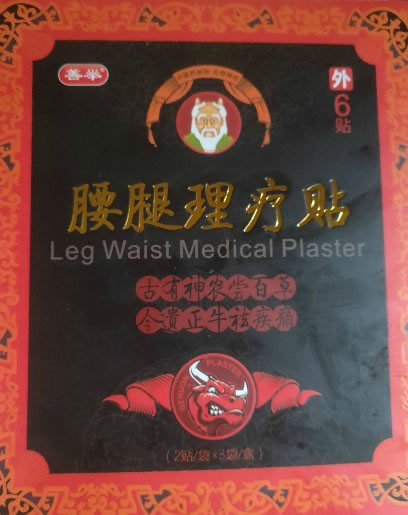 善举
外
6
贴
腰腿理疗贴
Leg Waist Medical Plaster
古有神农尝百草
今遗正牛祛疾痛
PLASTER
(2贴/袋*3袋/盒)